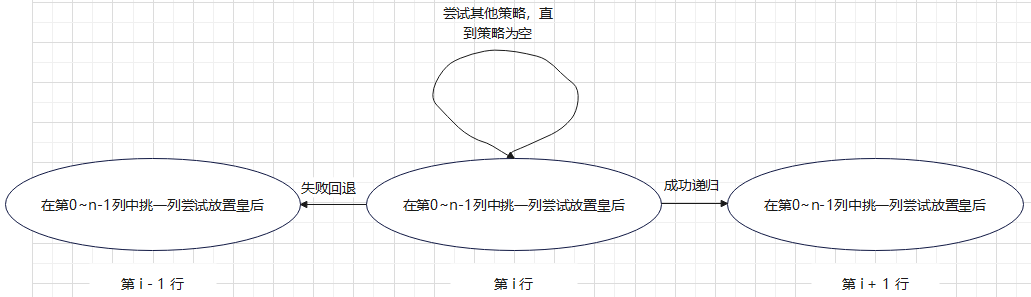 尝试其他策略，直
到策略为空
失败回退
成功递归
在第0~n-1列中挑一列尝试放置皇后
在第0~n-1列中挑一列尝试放置皇后
在第0~n-1列中挑一列尝试放置皇后
第 i - 1 行
第 i 行
第 i + 1 行